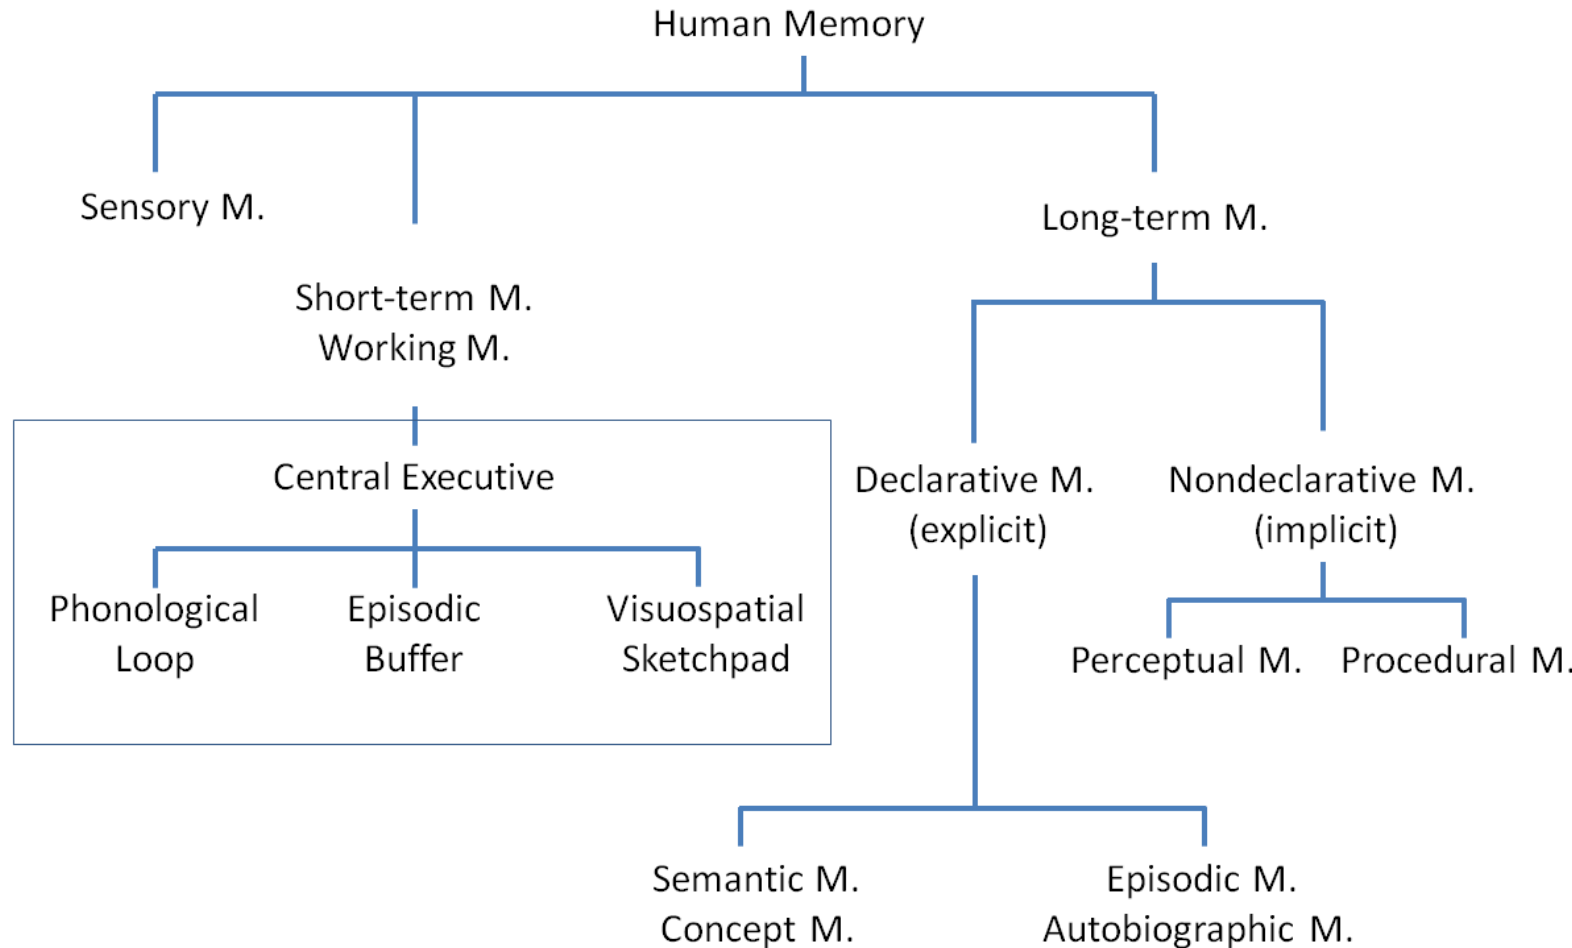 Human Memory
Sensory M.
Long-term M.
Short-term M.
Working M.
Central Executive
Phonological
Loop
Episodic
Buffer
Visuospatial
Sketchpad
Declarative M.
(explicit)
Nondeclarative M.
(implicit)
Perceptual M.
Procedural M.
Semantic M.
Concept M.
Episodic M.
Autobiographic M.